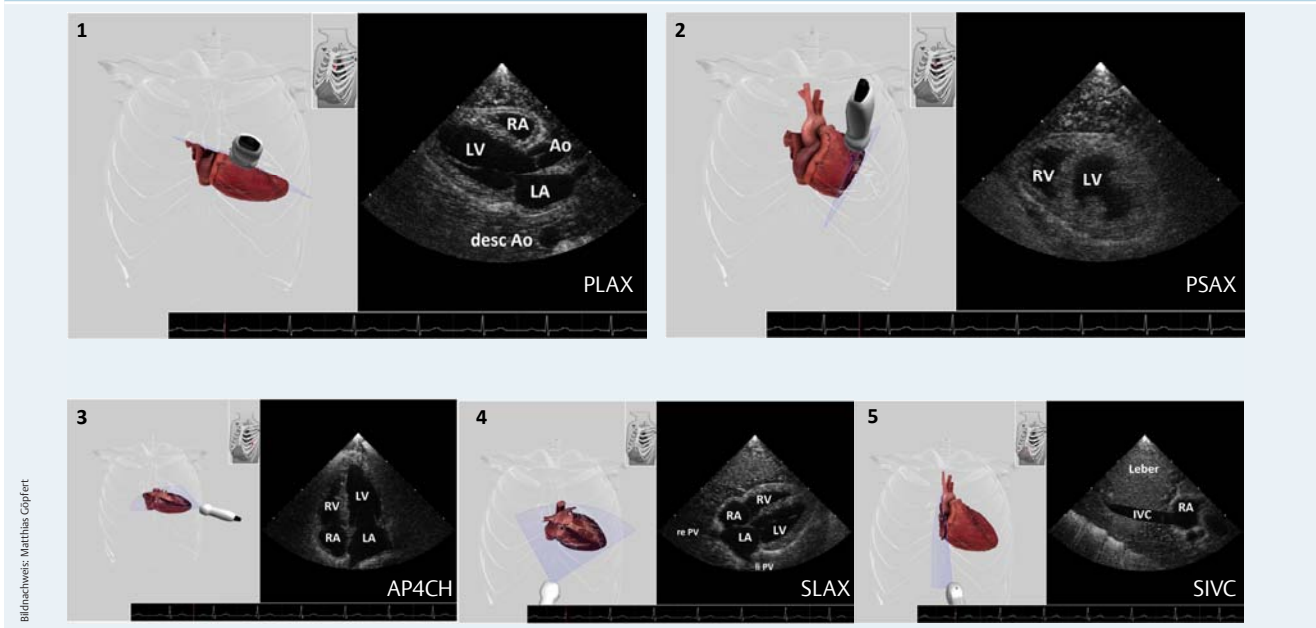 1
RA
LV
Ao
LA
desc Ao
PLAX
2
RV
LV
PSAX
3
LV
RV
RA
LA
AP4CH
4
RV
RA
LV
LA
re PV
li PV
SLAX
5
Leber
IVC
RA
SIVC
Bildnachweis: Matthias Göpfert